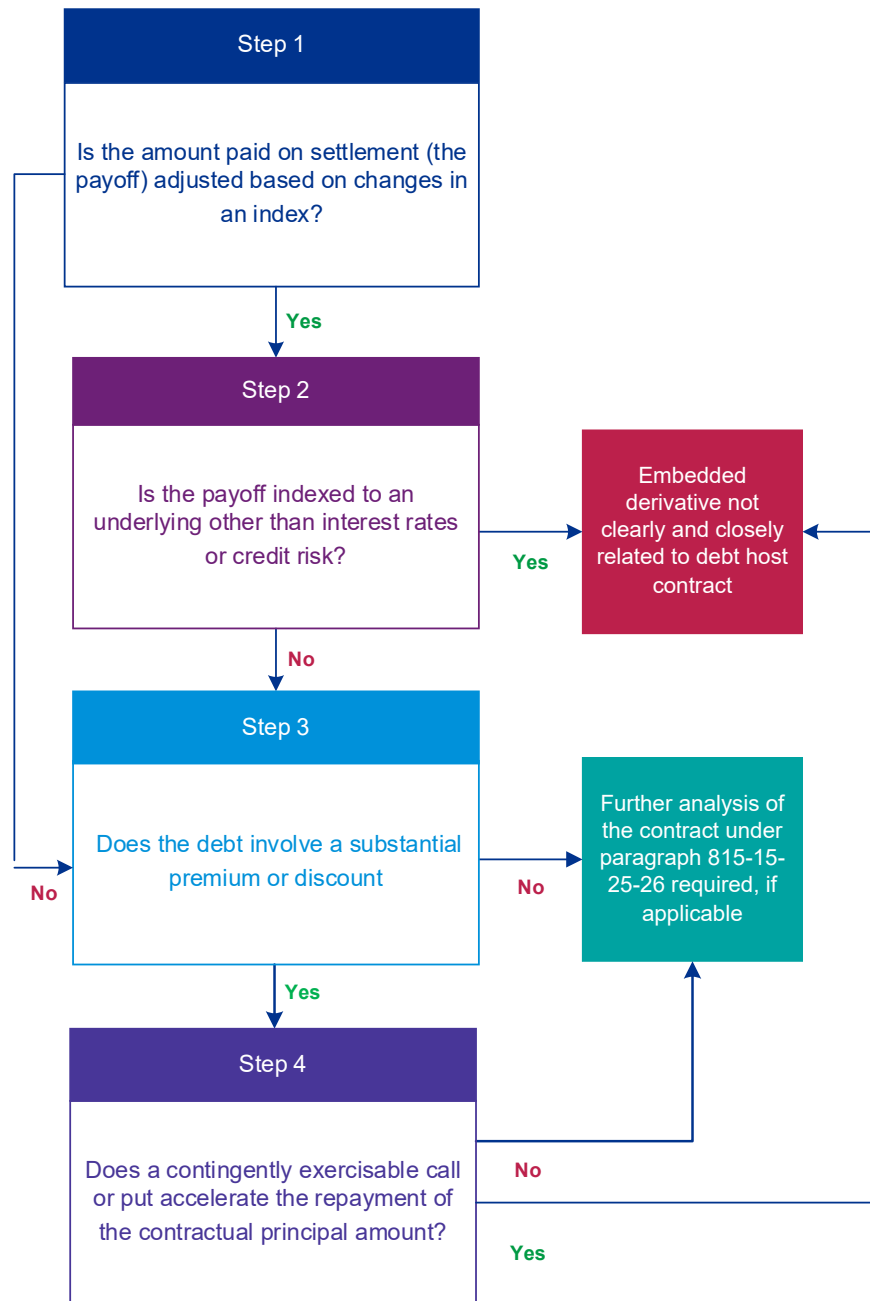 Step 1
Is the amount paid on settlement (the
payoff) adjusted based on changes in
an index?
Yes
Step 2
Is the payoff indexed to an
underlying other than interest rates
or credit risk?
Yes
Embedded
derivative not
clearly and closely
related to debt host
contract
No
Step 3
Does the debt involve a substantial
premium or discount
No
No
Further analysis of
the contract under
paragraph 815-15-
25-26 required, if
applicable
Yes
Step 4
Does a contingently exercisable call
or put accelerate the repayment of
the contractual principal amount?
No
Yes